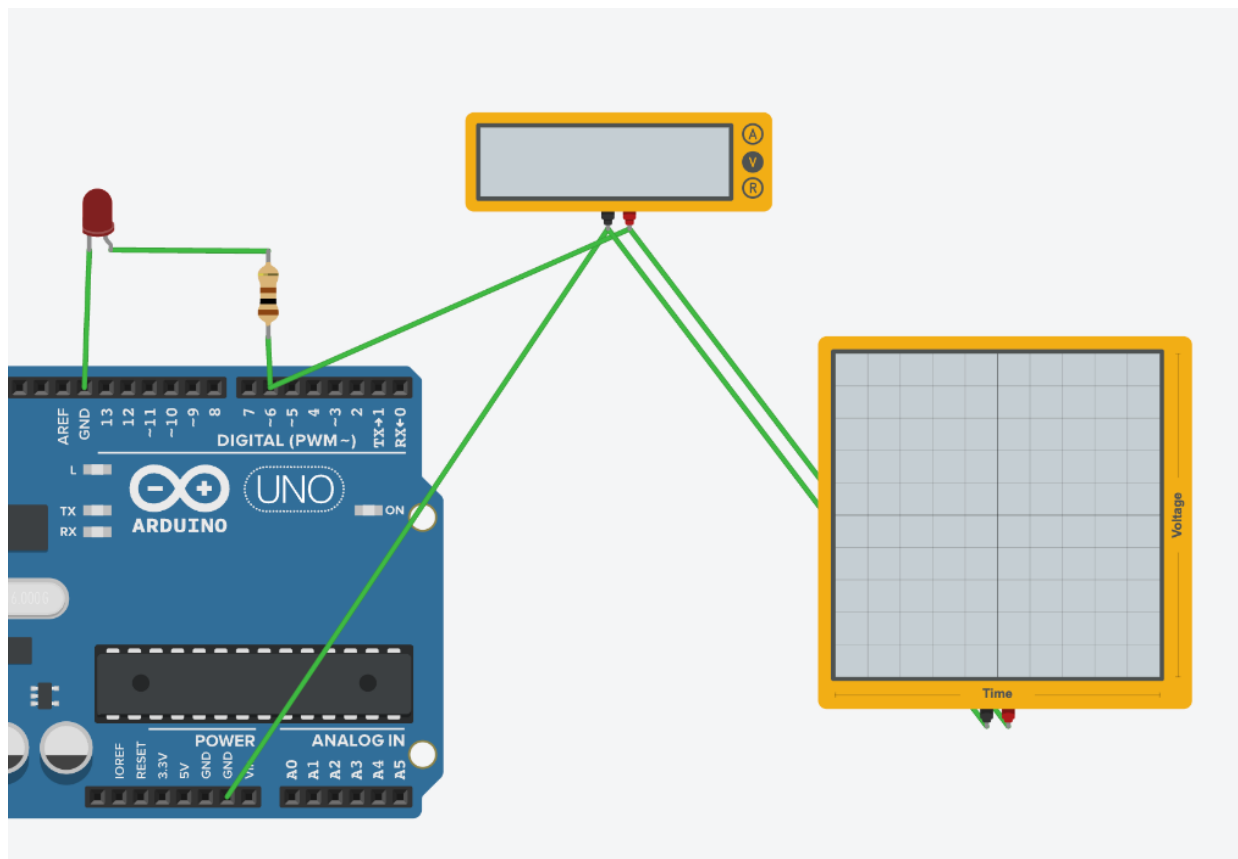 A
V
R
AREF
GND
13
12
~11
~10
~9
8
7
~6
~5
4
~3
2
TX→1
RX←0
DIGITAL (PWM~)
L
TX
RX
ARDUINO
UNO
ON
Voltage
Time
POWER
ANALOG IN
IOREF
RESET
3.3V
5V
GND
GND
A0
A1
A2
A3
A4
A5